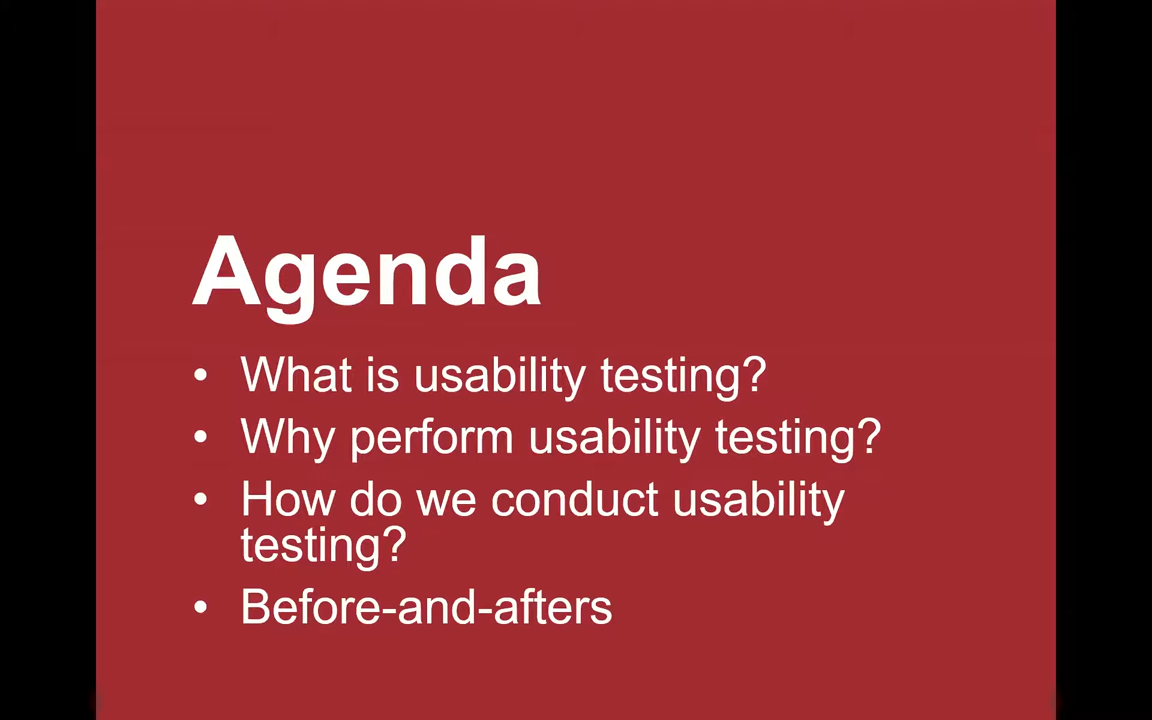 Agenda
• What is usability testing?
• Why perform usability testing?
• How do we conduct usability
testing?
• Before-and-afters